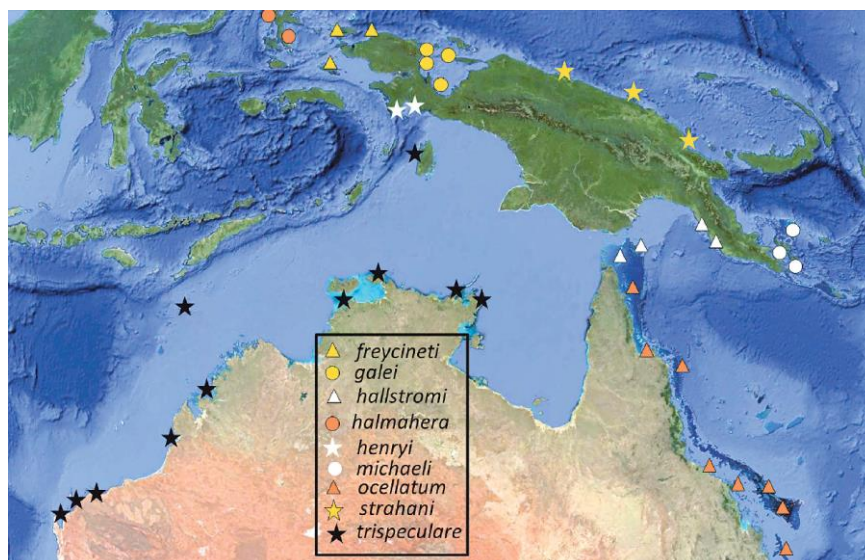 freycineti
galei
hallstromi
halmahera
henryi
michaeli
ocellatum
strahani
trispeculare